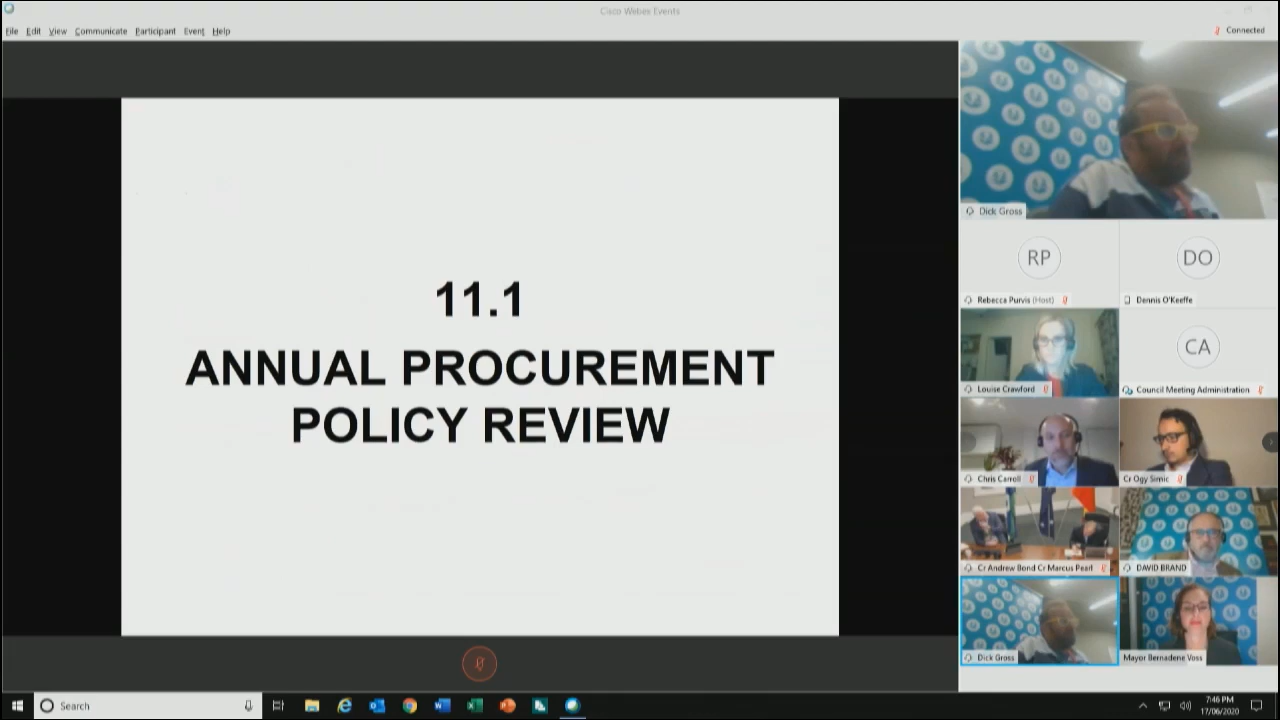 Cisco Webex Events
File Edit View Communicate Participant Event Help
Connected
11.1
ANNUAL PROCUREMENT
POLICY REVIEW
Dick Gross
RP
DO
Rebecca Purvis (Host)
Dennis O'Keeffe
CA
Louise Crawford
Council Meeting Administration
Chris Carroll
Cr Ogy Simic
Cr Andrew Bond Cr Marcus Pearl
DAVID BRAND
Dick Gross
Mayor Bernadene Voss
Search
7:46 PM
17/06/2020